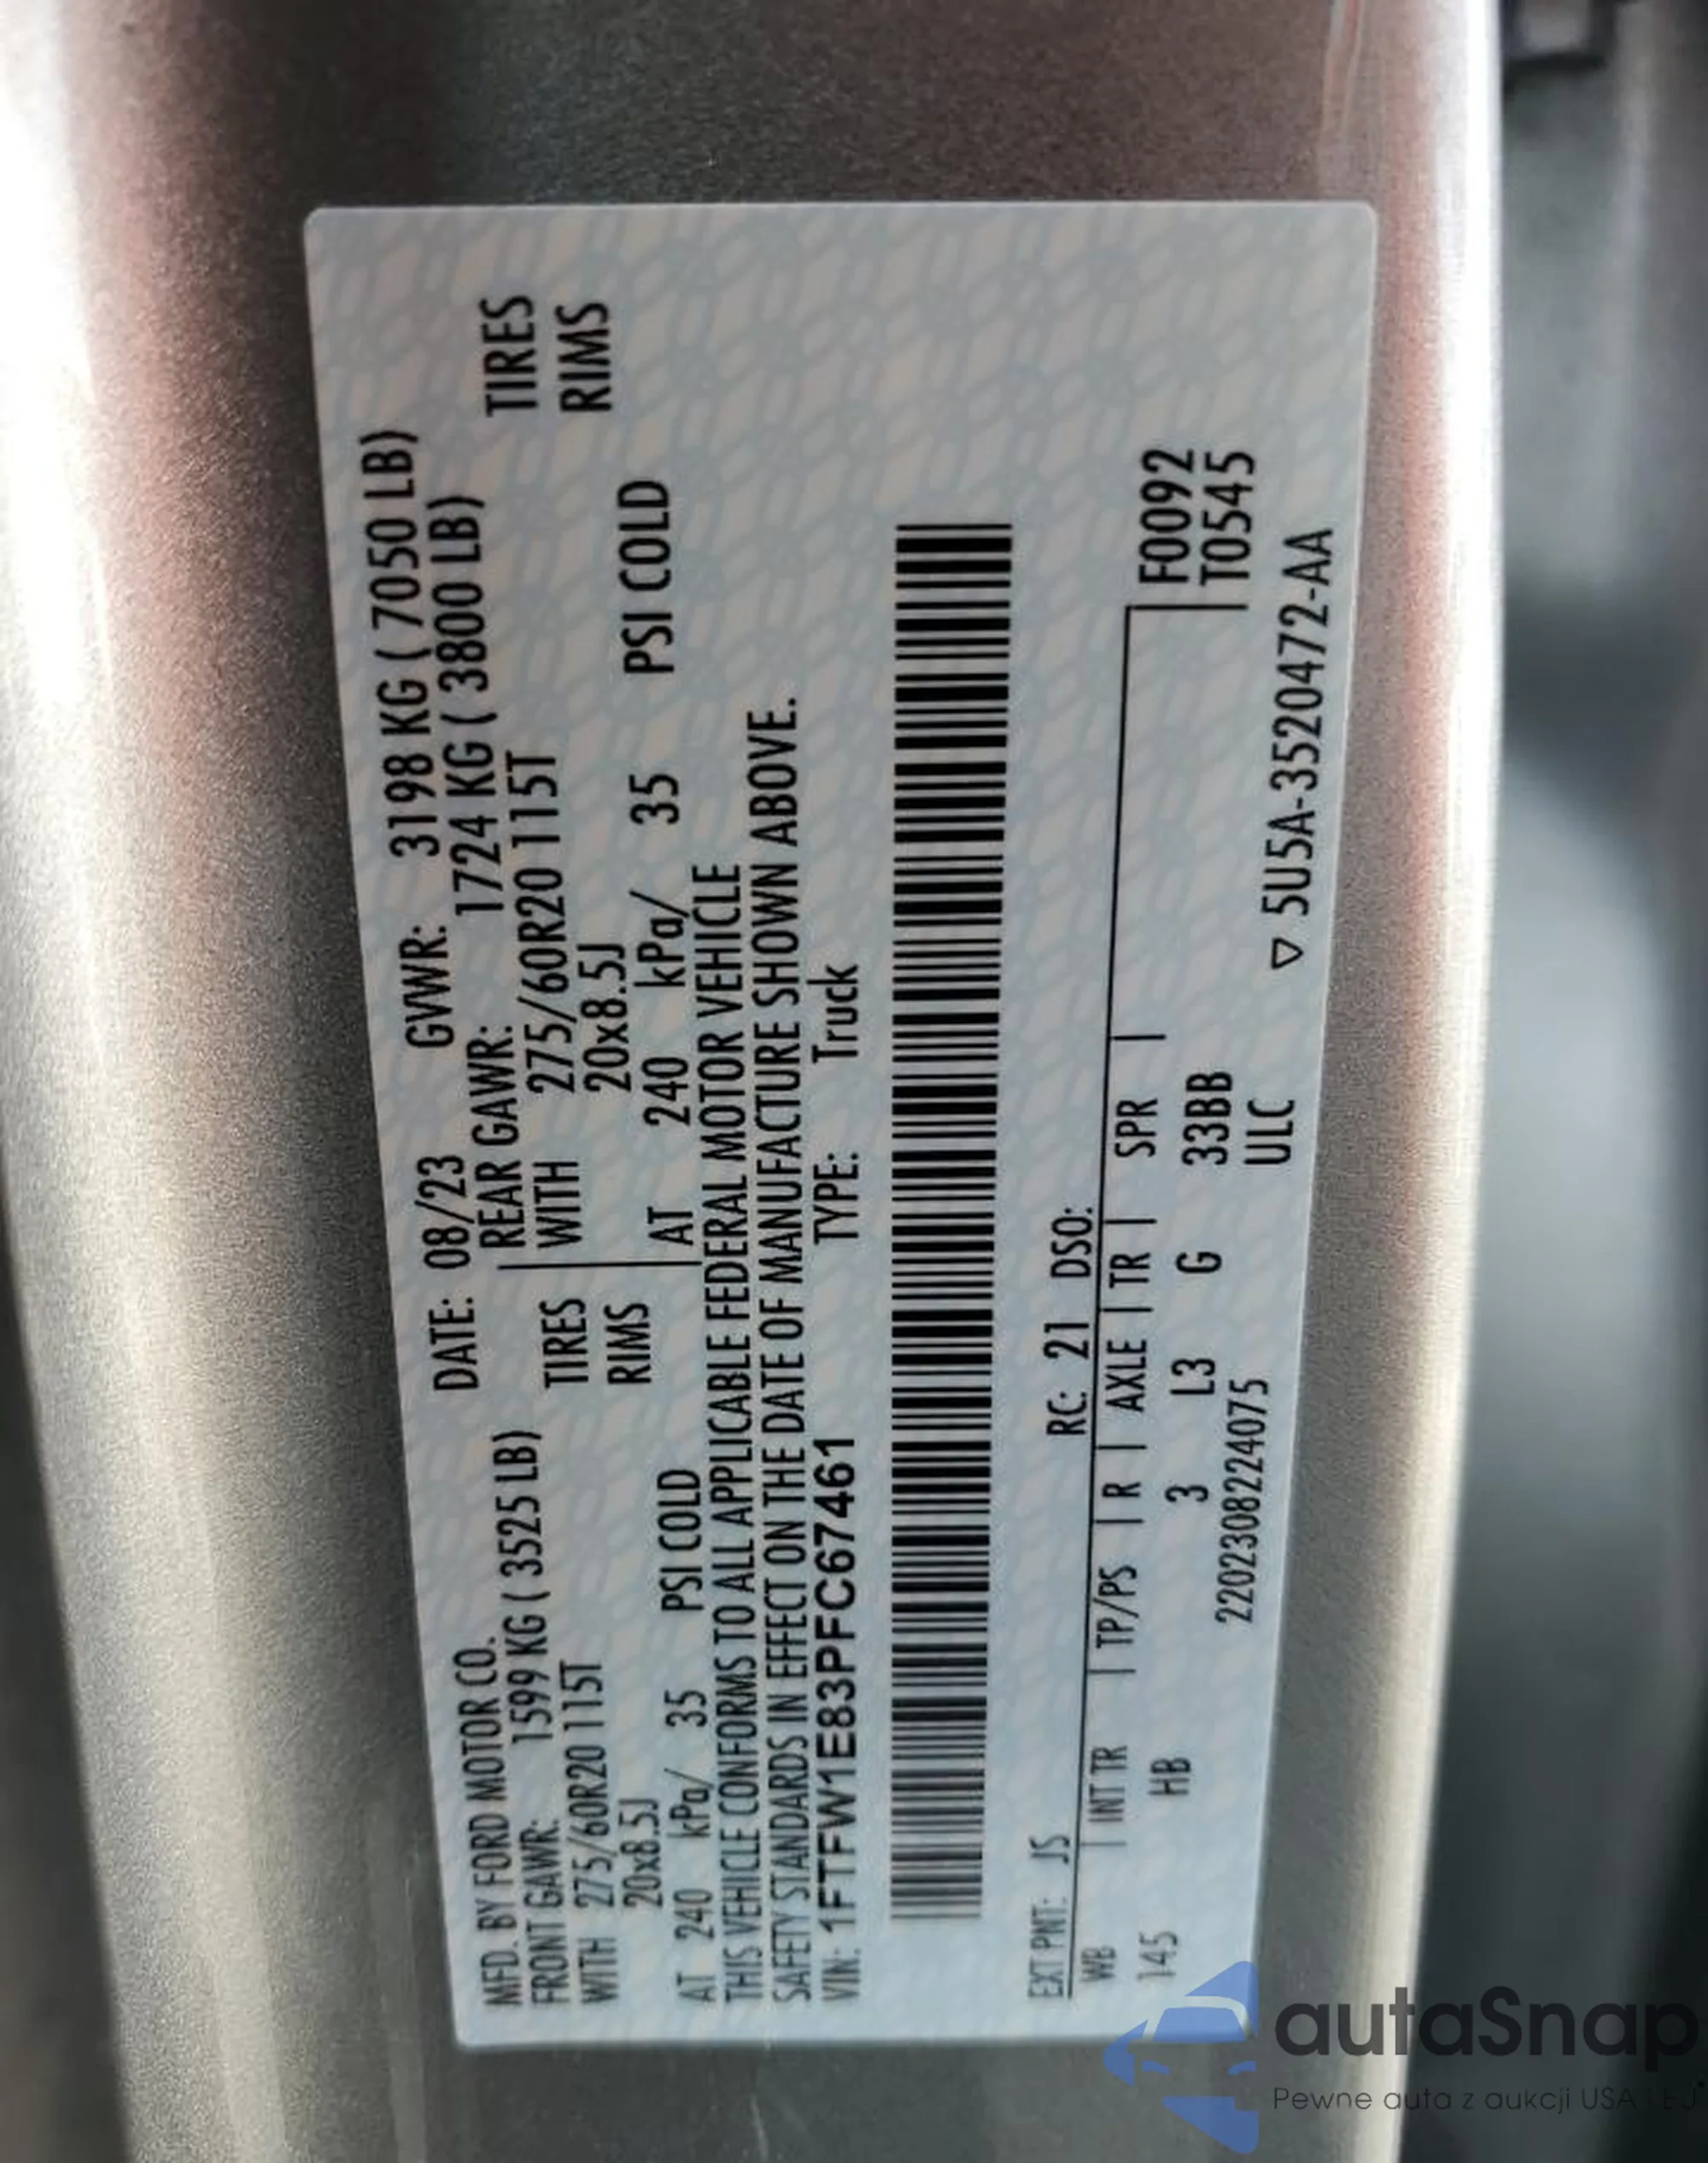 MFD. BY FORD MOTOR CO. DATE: 08/23 GVWR: 3198 KG ( 7050 LB)
FRONT GAWR: 1599 KG ( 3525 LB) REAR GAWR: 1724 KG ( 3800 LB)
WITH 275/60R20 115T TIRES WITH 275/60R20 115T TIRES
20x8.5J RIMS 20x8.5J RIMS
AT 240 kPa/ 35 PSI COLD AT 240 kPa/ 35 PSI COLD
THIS VEHICLE CONFORMS TO ALL APPLICABLE FEDERAL MOTOR VEHICLE
SAFETY STANDARDS IN EFFECT ON THE DATE OF MANUFACTURE SHOWN ABOVE.
VIN: 1FTFW1E83PFC67461 TYPE: Truck
EXT PNT: JS RC: 21 DSO:
WB | INT TR | TP/PS | R | AXLE | TR | SPR | F0092
145 HB 3 L3 G 33BB T0545
220230822407​5 ULC ▽ 5U5A-3520472-AA
autaSnap
Pewne auta z aukcji USA i EU